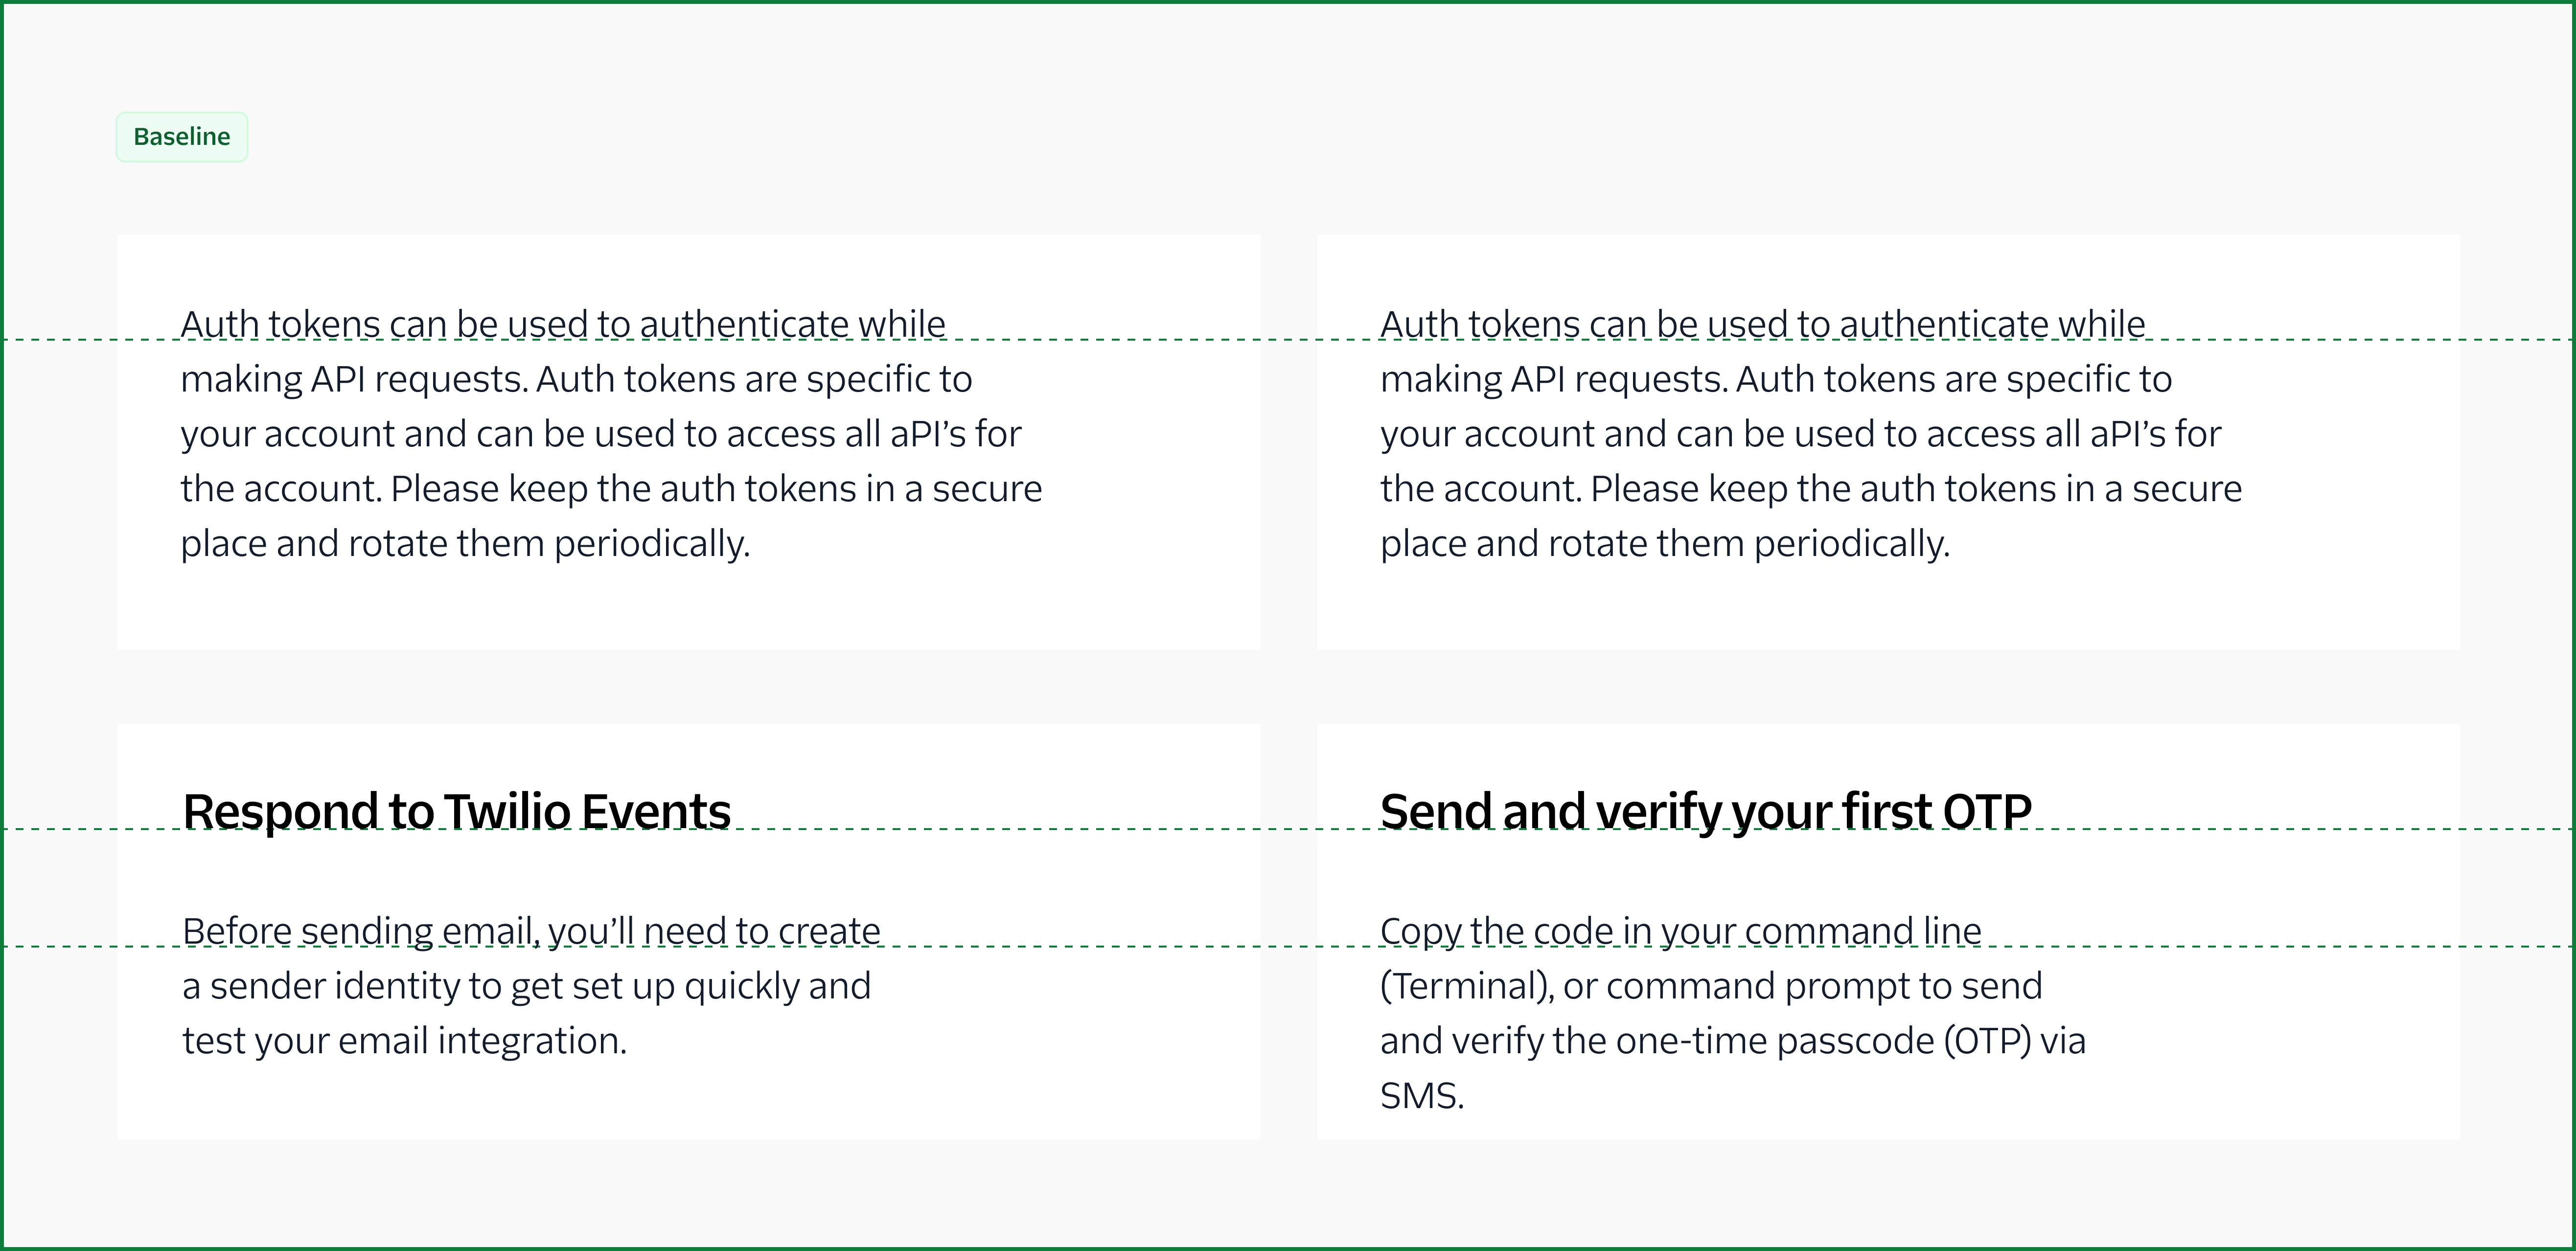 Baseline
Auth tokens can be used to authenticate while
making API requests. Auth tokens are specific to
your account and can be used to access all aPI’s for
the account. Please keep the auth tokens in a secure
place and rotate them periodically.
Auth tokens can be used to authenticate while
making API requests. Auth tokens are specific to
your account and can be used to access all aPI’s for
the account. Please keep the auth tokens in a secure
place and rotate them periodically.
Respond to Twilio Events
Before sending email, you’ll need to create
a sender identity to get set up quickly and
test your email integration.
Send and verify your first OTP
Copy the code in your command line
(Terminal), or command prompt to send
and verify the one-time passcode (OTP) via
SMS.